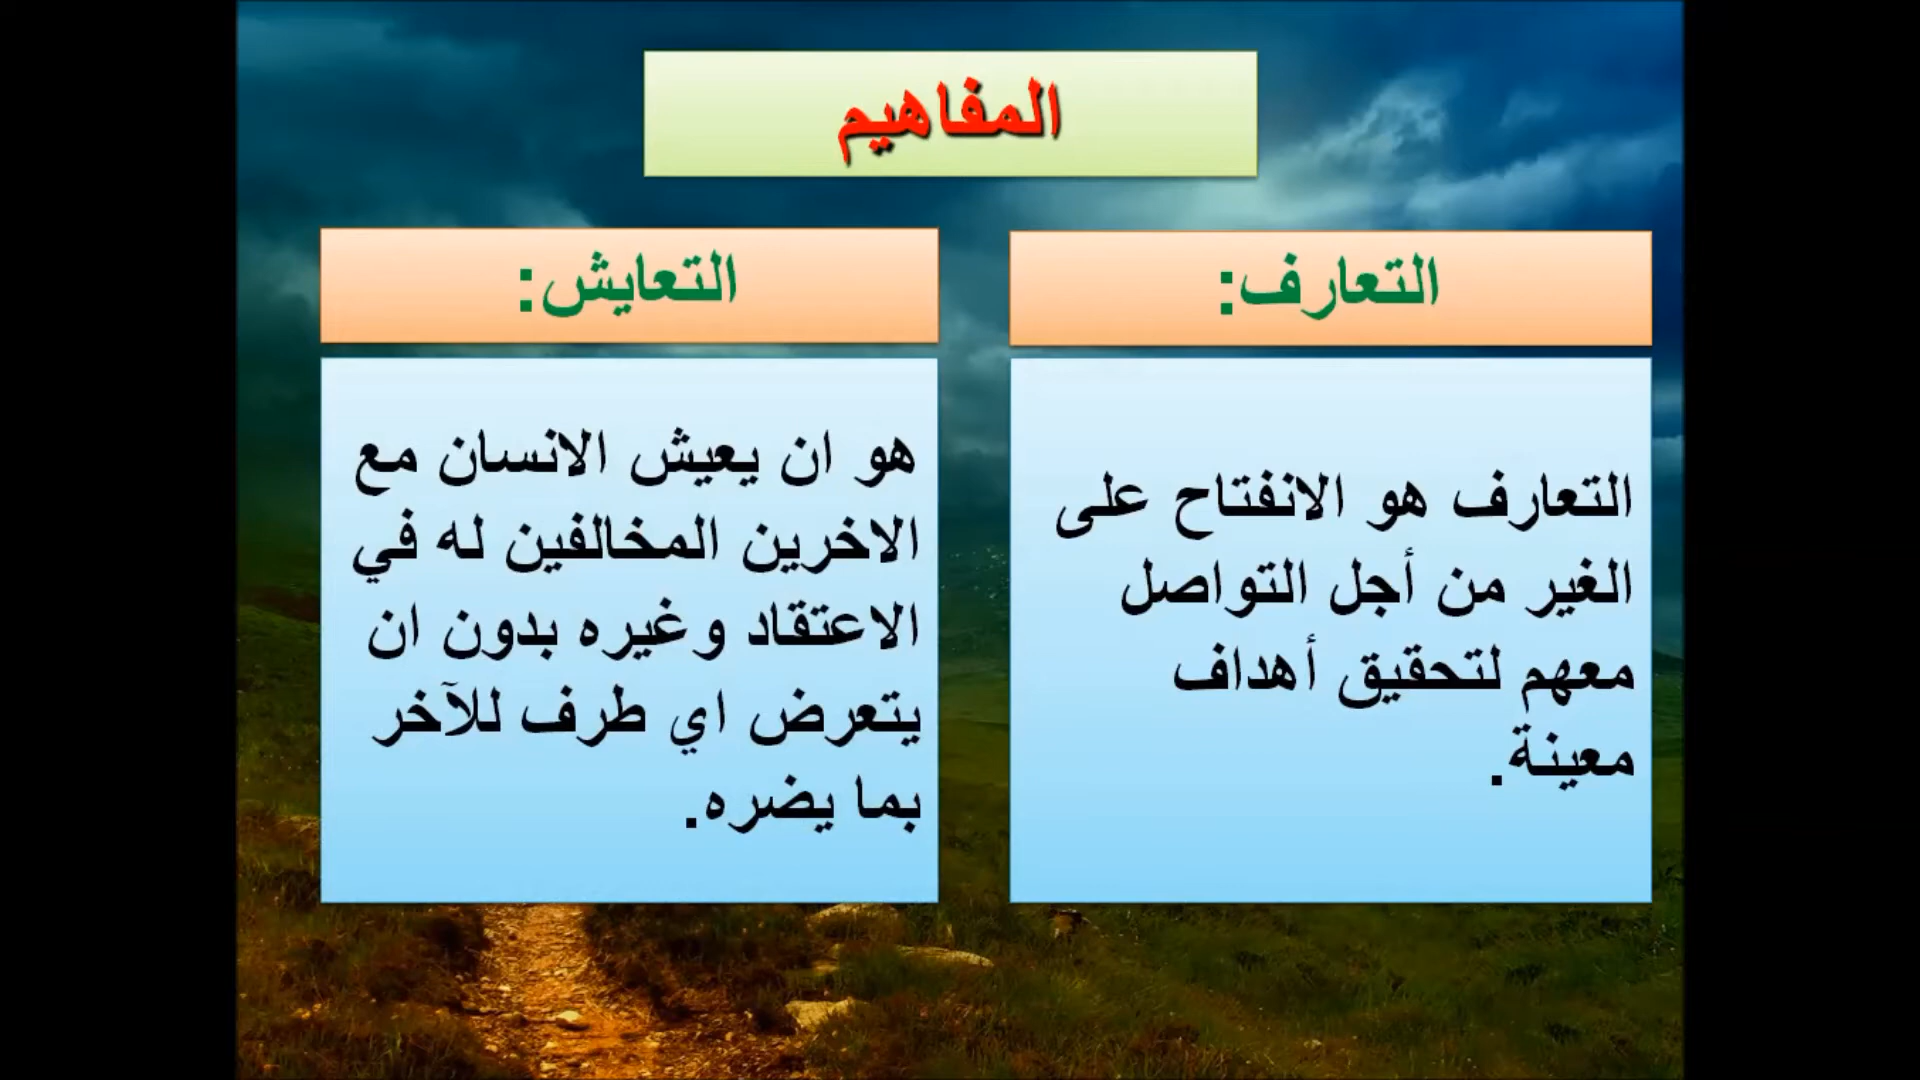 المفاهيم
التعارف:
التعارف هو الانفتاح على
الغير من أجل التواصل
معهم لتحقيق أهداف
معينة.
التعايش:
هو ان يعيش الانسان مع
الاخرين المخالفين له في
الاعتقاد وغيره بدون ان
يتعرض اي طرف للآخر
بما يضره.